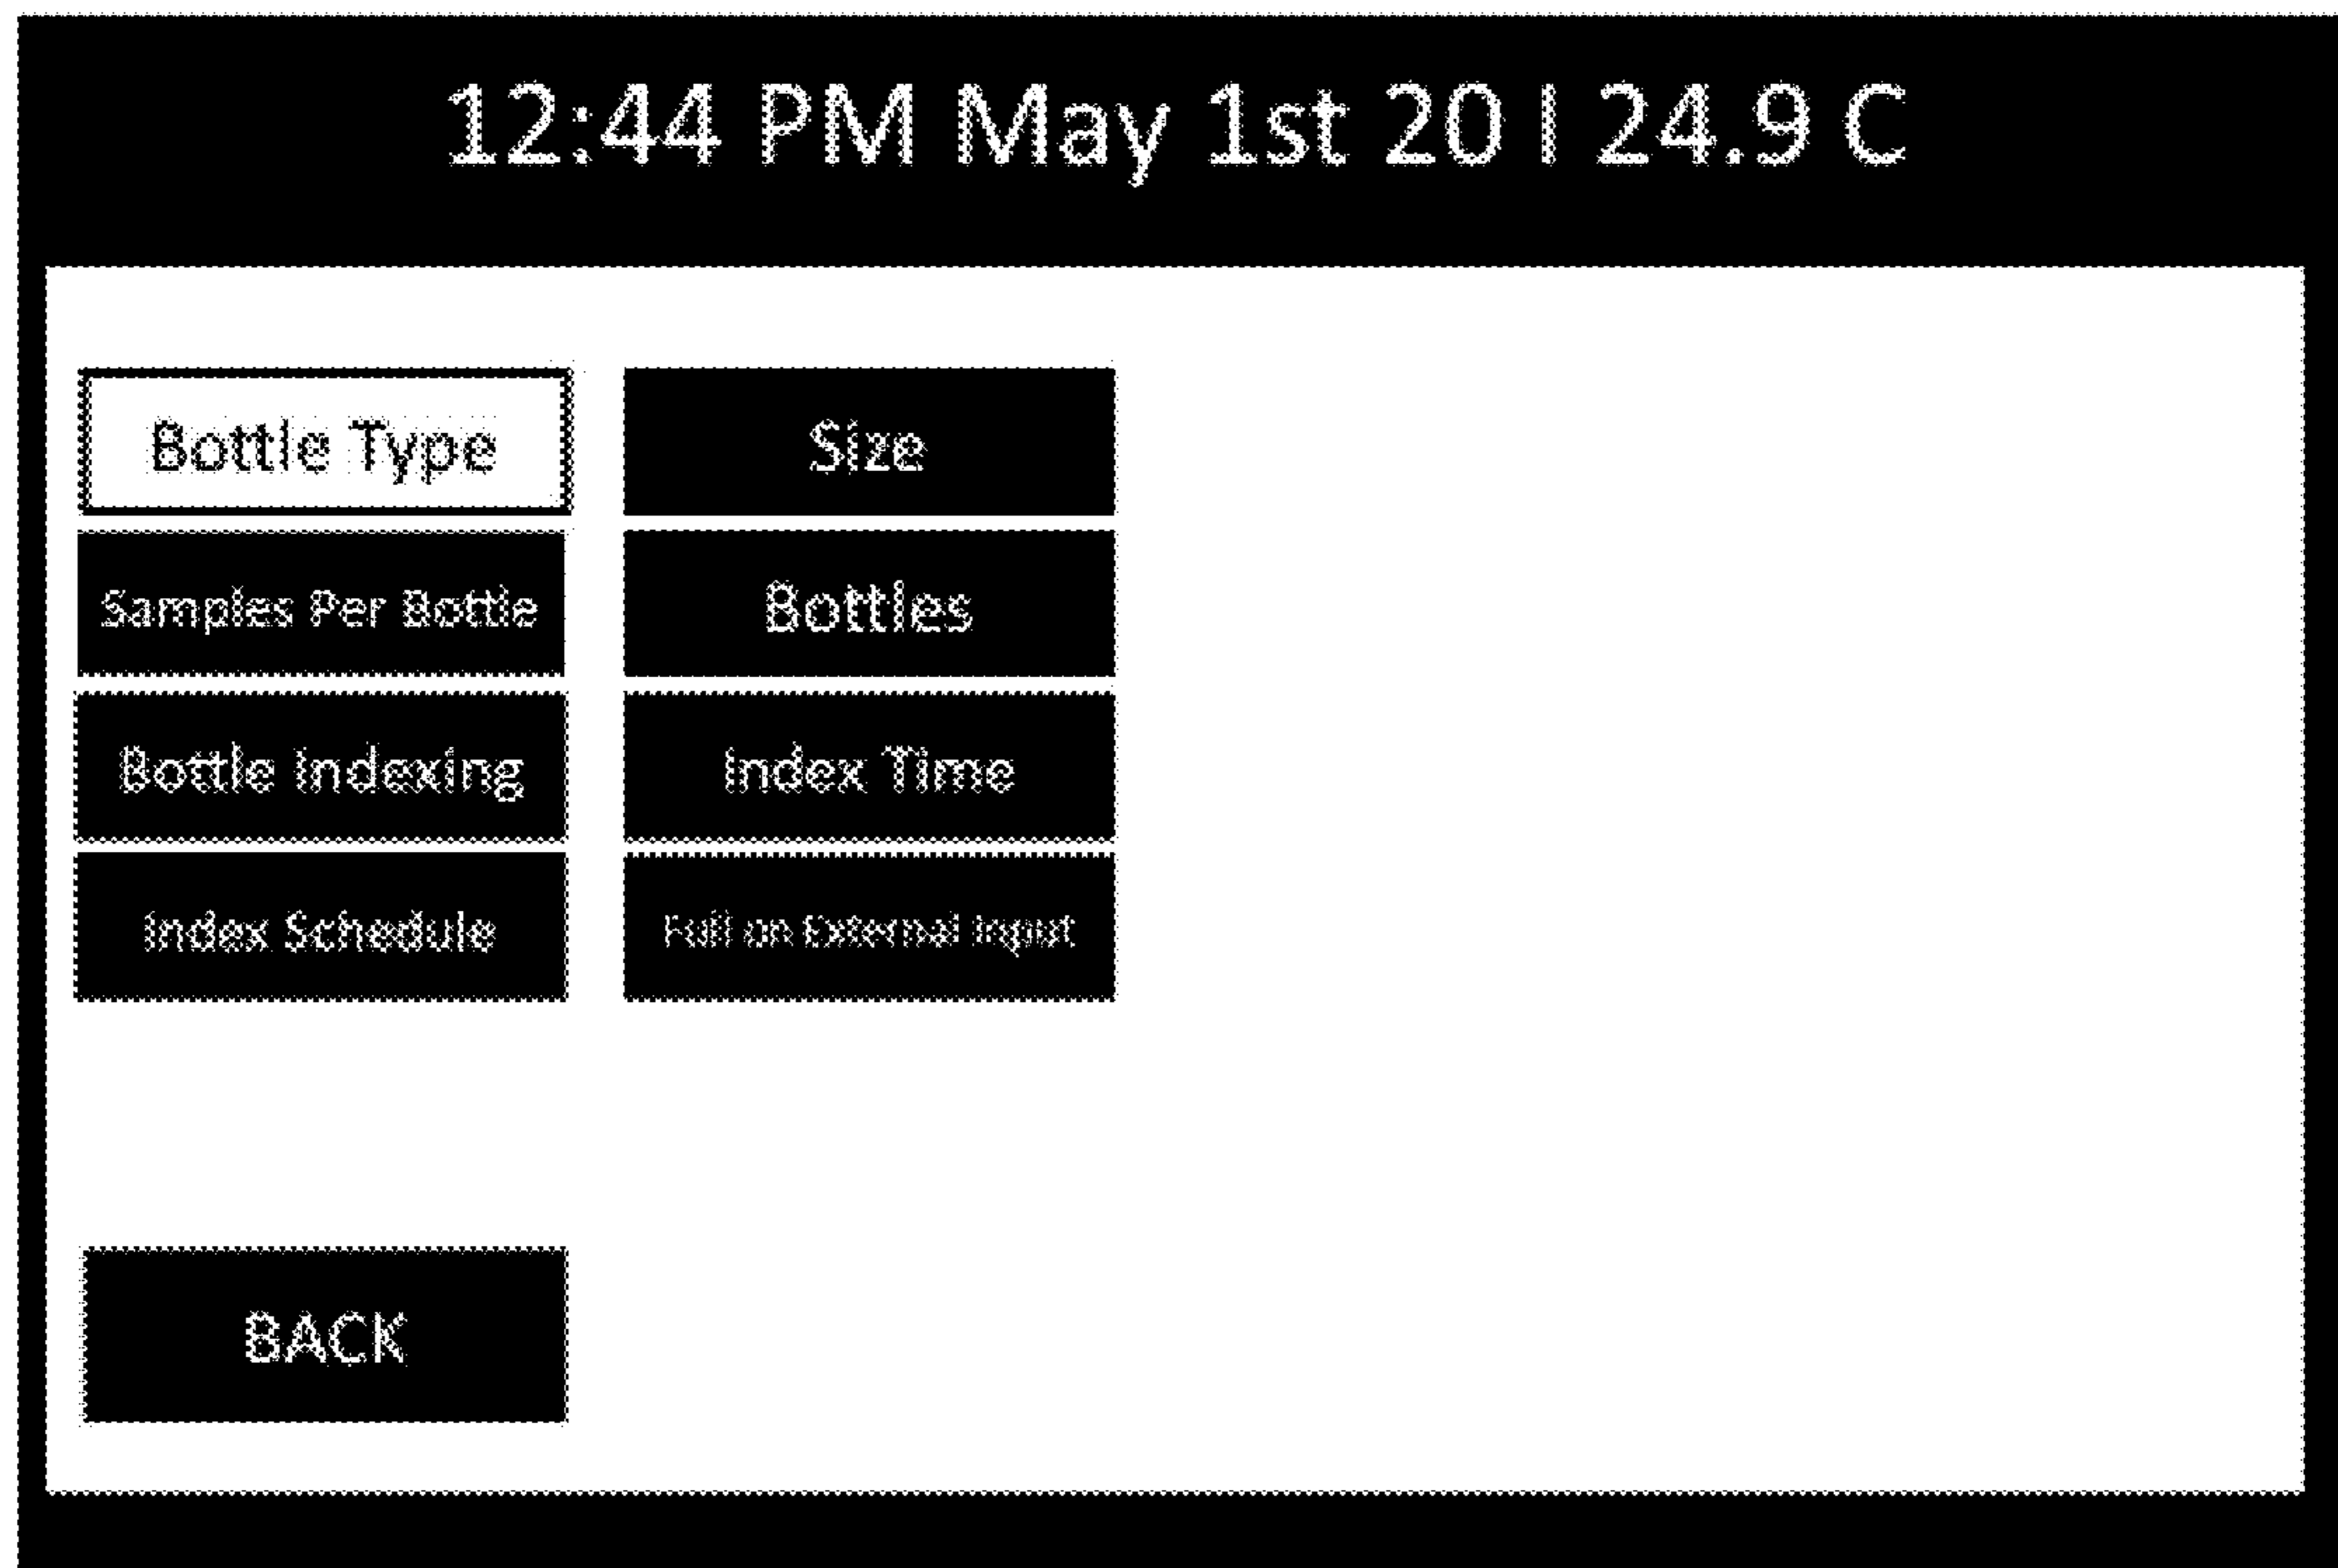 12:44 PM May 1st 20 | 24.9 C
Bottle Type
Size
Samples Per Bottle
Bottles
Bottle Indexing
Index Time
Index Schedule
Full on External Input
BACK